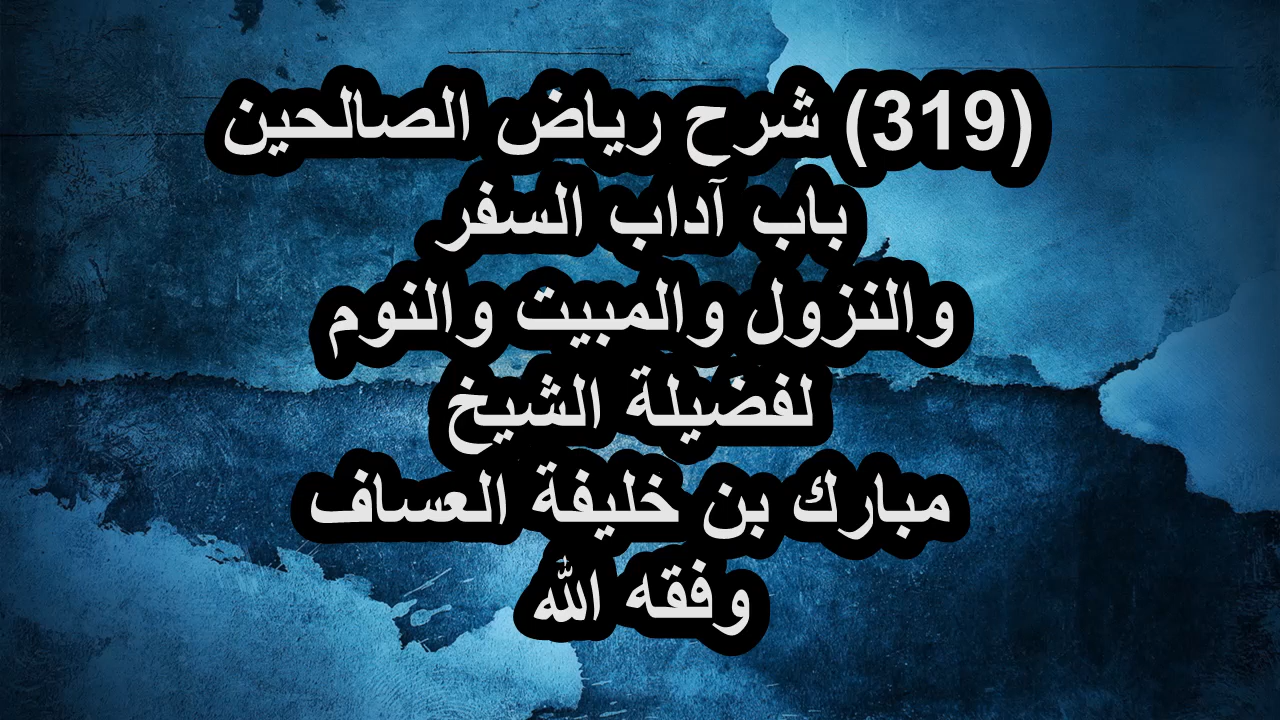 (319) شرح رياض الصالحين
باب آداب السفر
والنزول والمبيت والنوم
لفضيلة الشيخ
مبارك بن خليفة العساف
وفقه الله